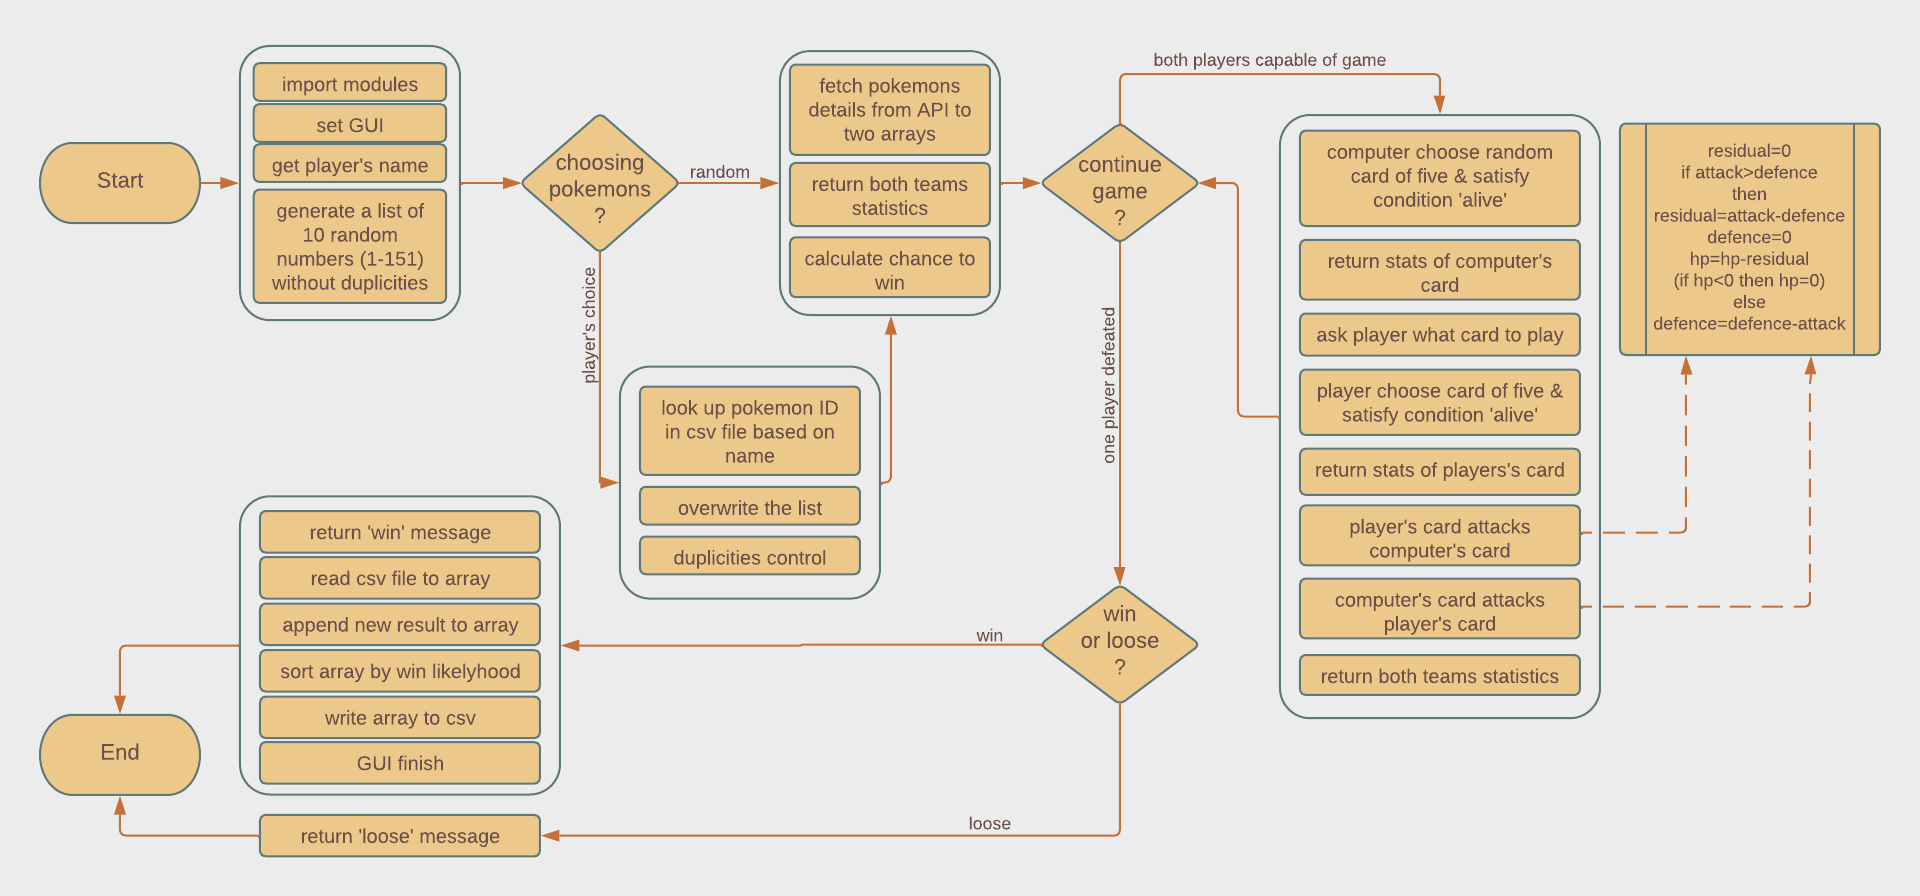 Start
import modules
set GUI
get player's name
generate a list of
10 random
numbers (1-151)
without duplicities
choosing
pokemons
?
random
player's choice
look up pokemon ID
in csv file based on
name
overwrite the list
duplicities control
fetch pokemons
details from API to
two arrays
return both teams
statistics
calculate chance to
win
continue
game
?
both players capable of game
one player defeated
computer choose random
card of five & satisfy
condition 'alive'
return stats of computer's
card
ask player what card to play
player choose card of five &
satisfy condition 'alive'
return stats of players's card
player's card attacks
computer's card
computer's card attacks
player's card
return both teams statistics
residual=0
if attack>defence
then
residual=attack-defence
defence=0
hp=hp-residual
(if hp<0 then hp=0)
else
defence=defence-attack
win
or loose
?
win
loose
return 'win' message
read csv file to array
append new result to array
sort array by win likelyhood
write array to csv
GUI finish
return 'loose' message
End